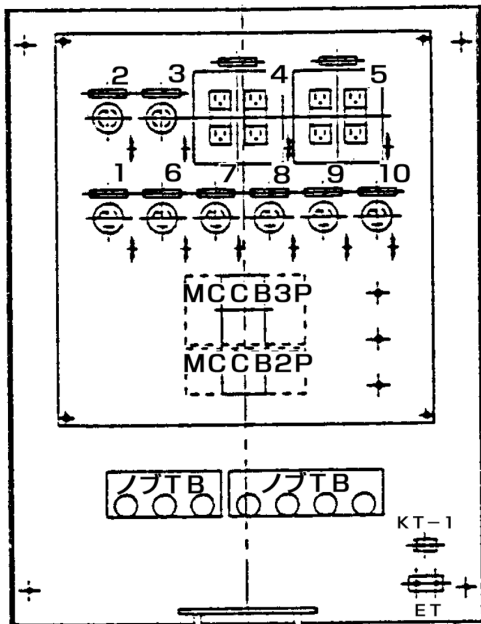 2 3 4 5
1 6 7 8 9 10
MCCB3P
MCCB2P
ノブTB ノブTB
KT-1
ET